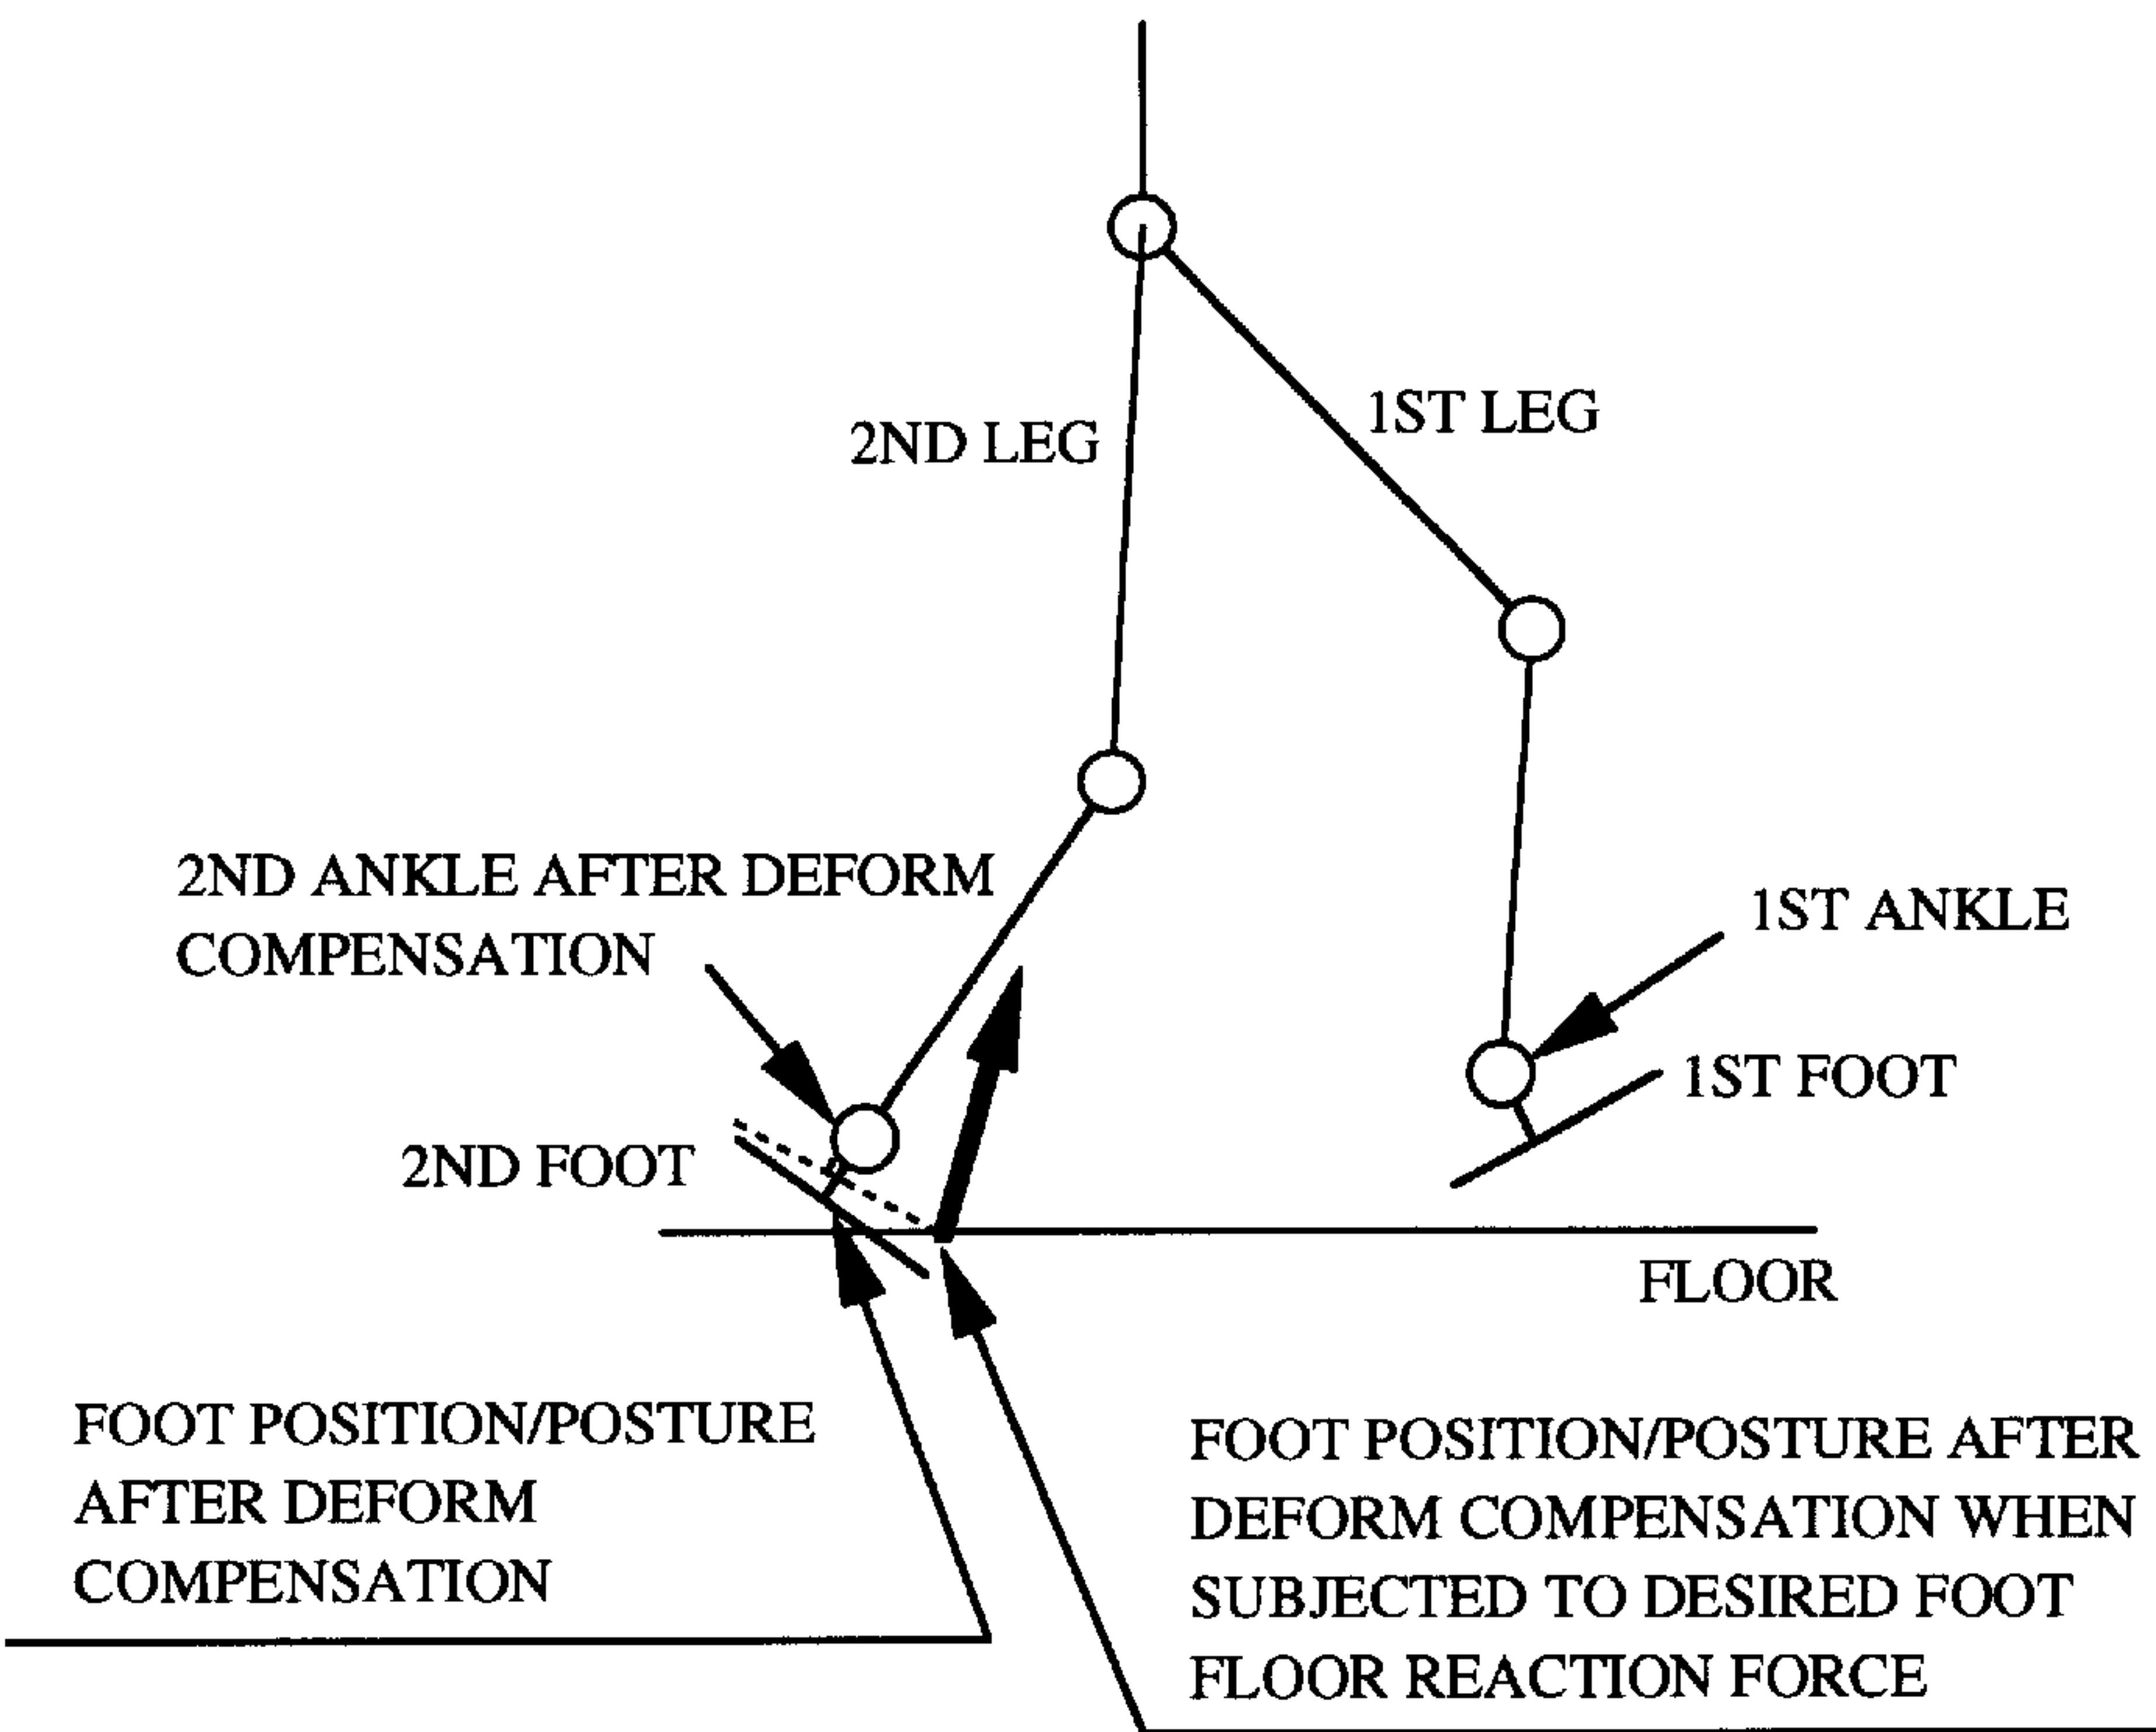 1ST LEG
2ND LEG
2ND ANKLE AFTER DEFORM
COMPENSATION
1ST ANKLE
1ST FOOT
2ND FOOT
FLOOR
FOOT POSITION/POSTURE
AFTER DEFORM
COMPENSATION
FOOT POSITION/POSTURE AFTER
DEFORM COMPENSATION WHEN
SUBJECTED TO DESIRED FOOT
FLOOR REACTION FORCE